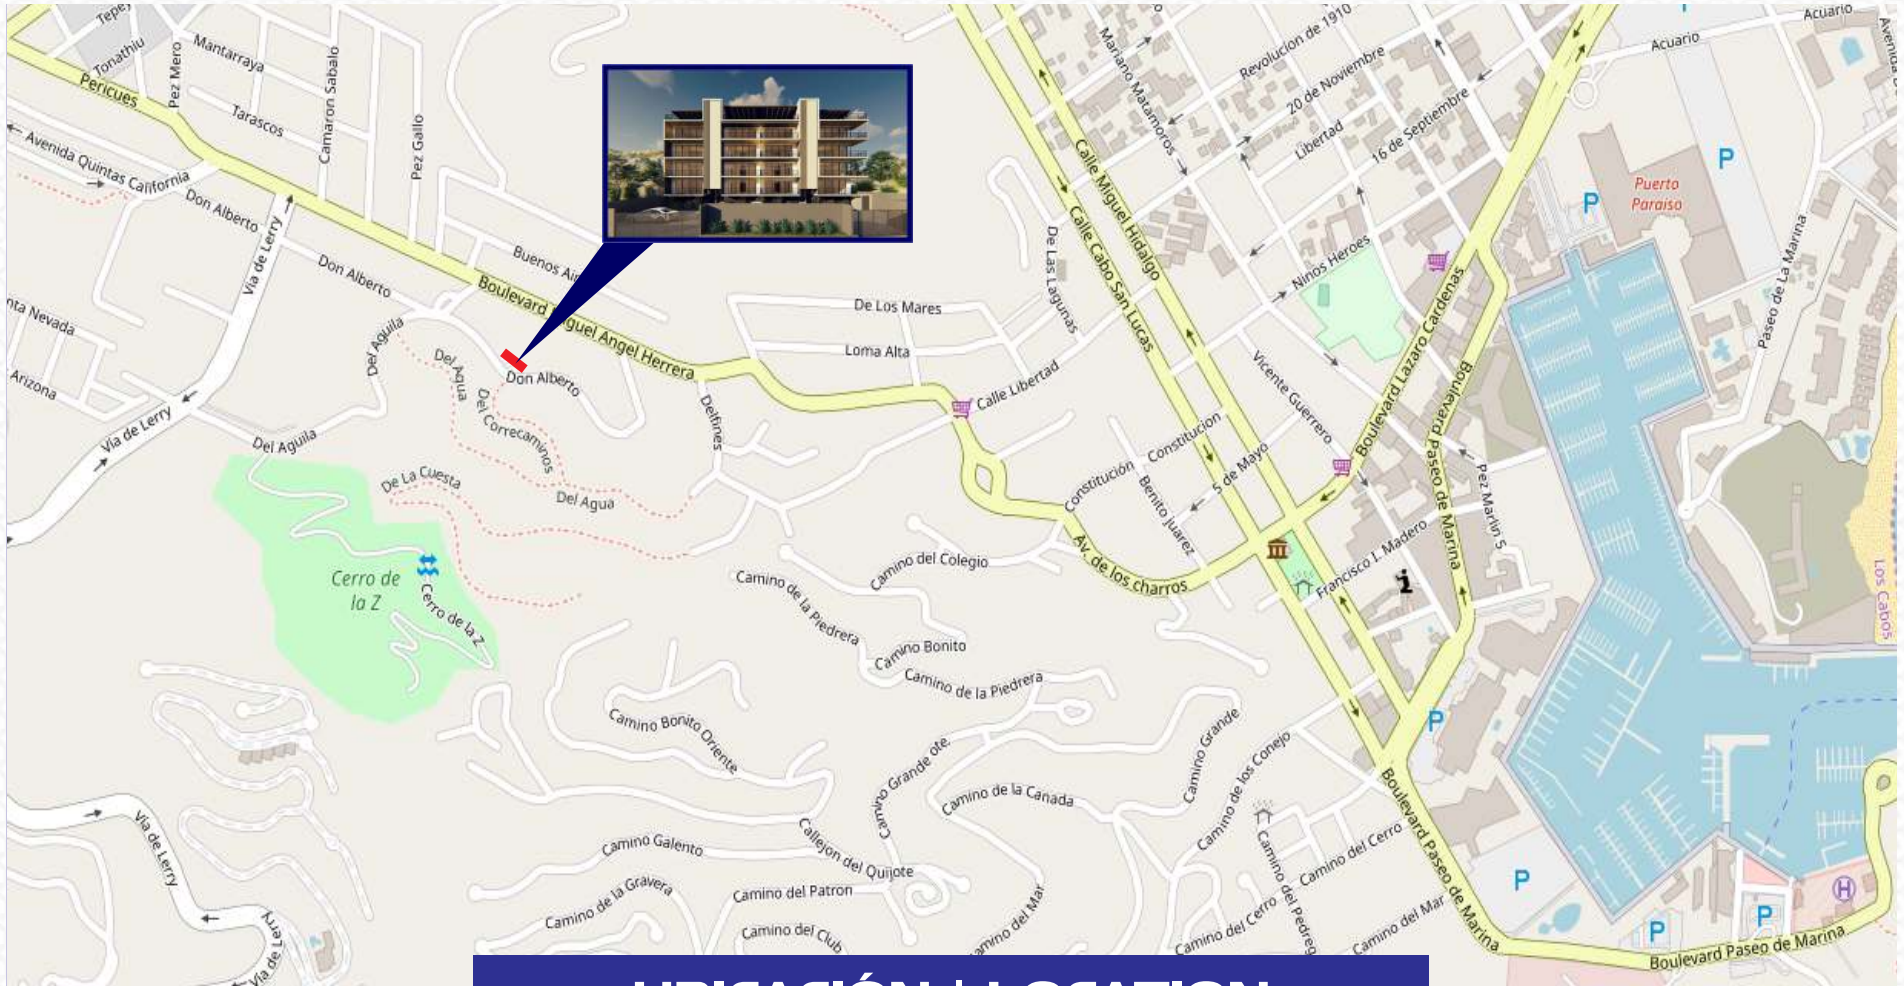 Tepey
Tonathiu
Pericues
Pez Mero
Mantarraya
Tarascos
Camaron Sabalo
Pez Gallo
Avenida Quintas California
Don Alberto
Via de Lerry
Don Alberto
Buenos Air
Boulevard Miguel Angel Herrera
nta Nevada
Arizona
Del Aguila
Del Agua
Don Alberto
Del Correcaminos
Via de Lerry
Del Aguila
De La Cuesta
Del Agua
Delfines
De Los Mares
Loma Alta
De Las Lagunas
Calle Libertad
Calle Cabo San Lucas
Calle Miguel Hidalgo
Mariano Matamoros
Revolucion de 1910
20 de Noviembre
Libertad
16 de Septiembre
Acuario
Acuario
Avenida
P
P
Puerto
Paraiso
Ninos Heroes
Paseo de La Marina
Vicente Guerrero
Boulevard Lazaro Cardenas
Boulevard Paseo de Marina
Constitucion
Constitución
5 de Mayo
Benito Juarez
Pez Marlin S
Francisco I. Madero
Av. de los charros
Los Cabos
Cerro de
la Z
Cerro de la Z
Camino del Colegio
Camino de la Piedrera
Camino Bonito
Camino de la Piedrera
Camino Bonito Oriente
Camino Grande ote.
Camino Grande
Camino de los Conejo
Camino de la Canada
P
Via de Lerry
Camino Galento
Callejon del Quijote
Camino de la Gravera
Camino del Patron
Camino del Club
Camino del Mar
Camino del Cerro
Camino del Cerro
Camino del Pedreg
Camino del Mar
Boulevard Paseo de Marina
P
P
P
H
Boulevard Paseo de Marina
Via de Lerry
UBICACIÓN | LOCATION